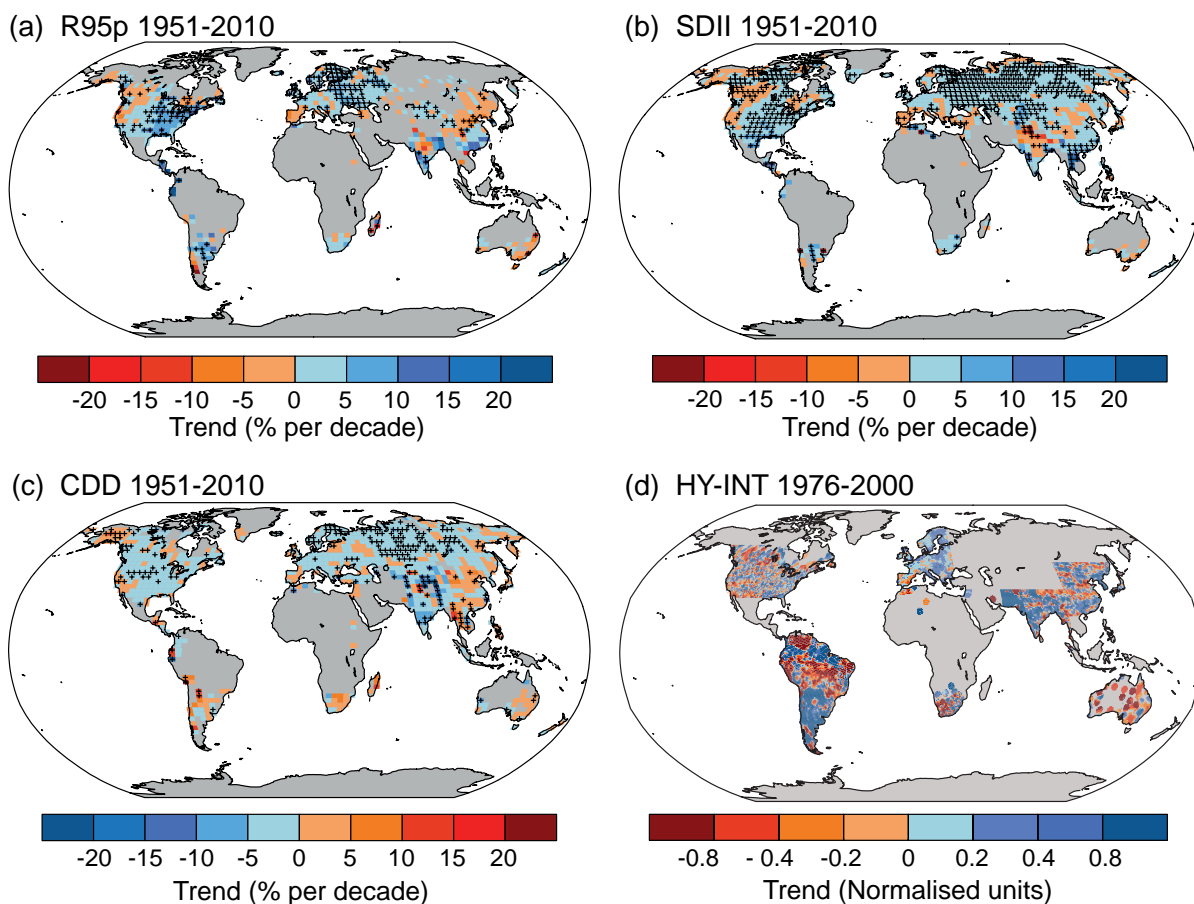 (a) R95p 1951-2010
(b) SDII 1951-2010
-20 -15 -10 -5 0 5 10 15 20
Trend (% per decade)
-20 -15 -10 -5 0 5 10 15 20
Trend (% per decade)
(c) CDD 1951-2010
(d) HY-INT 1976-2000
-20 -15 -10 -5 0 5 10 15 20
Trend (% per decade)
-0.8 - 0.4 -0.2 0 0.2 0.4 0.8
Trend (Normalised units)